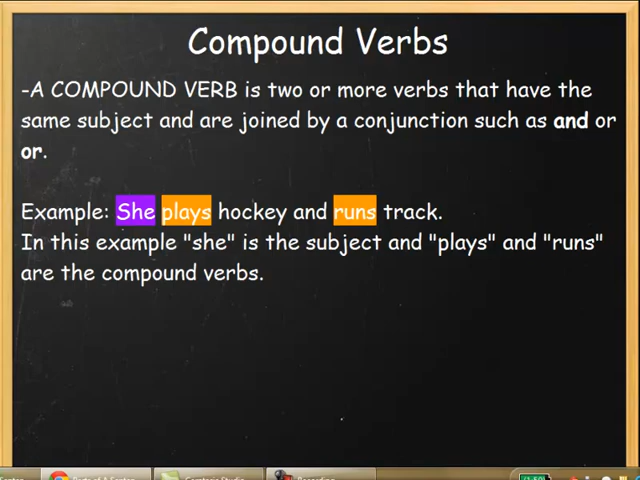 Compound Verbs
-A COMPOUND VERB is two or more verbs that have the
same subject and are joined by a conjunction such as and or
or.
Example: She plays hockey and runs track.
In this example "she" is the subject and "plays" and "runs"
are the compound verbs.